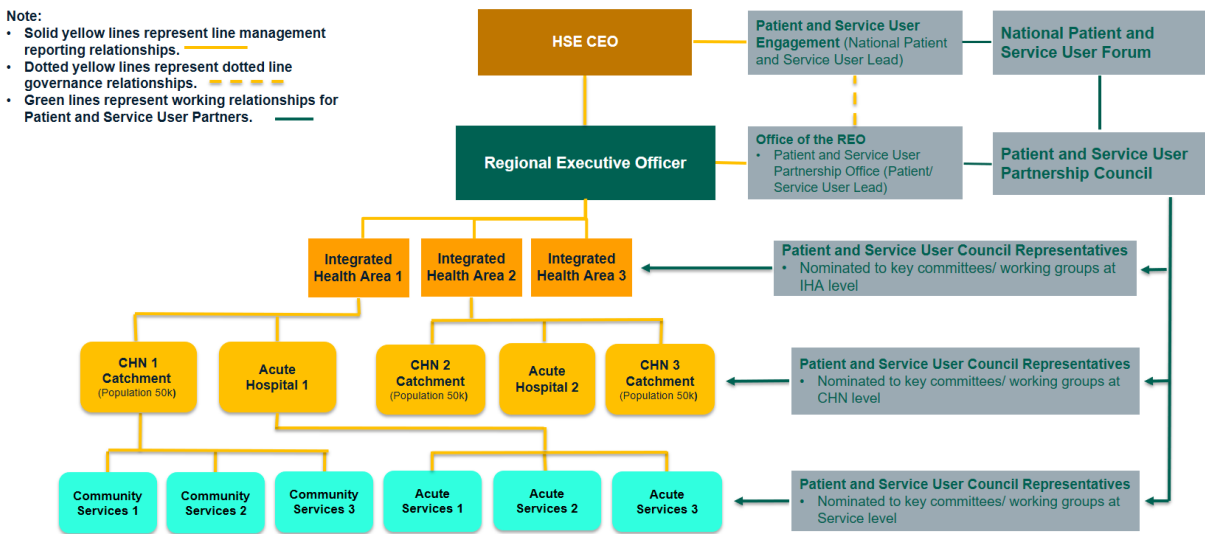 Note:
• Solid yellow lines represent line management
reporting relationships.
• Dotted yellow lines represent dotted line
governance relationships.
• Green lines represent working relationships for
Patient and Service User Partners.
HSE CEO
Patient and Service User
Engagement (National Patient
and Service User Lead)
National Patient and
Service User Forum
Regional Executive Officer
Office of the REO
• Patient and Service User
Partnership Office (Patient/
Service User Lead)
Patient and Service User
Partnership Council
Integrated
Health Area 1
Integrated
Health Area 2
Integrated
Health Area 3
Patient and Service User Council Representatives
• Nominated to key committees/ working groups at
IHA level
CHN 1
Catchment
(Population 50k)
Acute
Hospital 1
CHN 2
Catchment
(Population 50k)
Acute
Hospital 2
CHN 3
Catchment
(Population 50k)
Patient and Service User Council Representatives
• Nominated to key committees/ working groups at
CHN level
Community
Services 1
Community
Services 2
Community
Services 3
Acute
Services 1
Acute
Services 2
Acute
Services 3
Patient and Service User Council Representatives
• Nominated to key committees/ working groups at
Service level